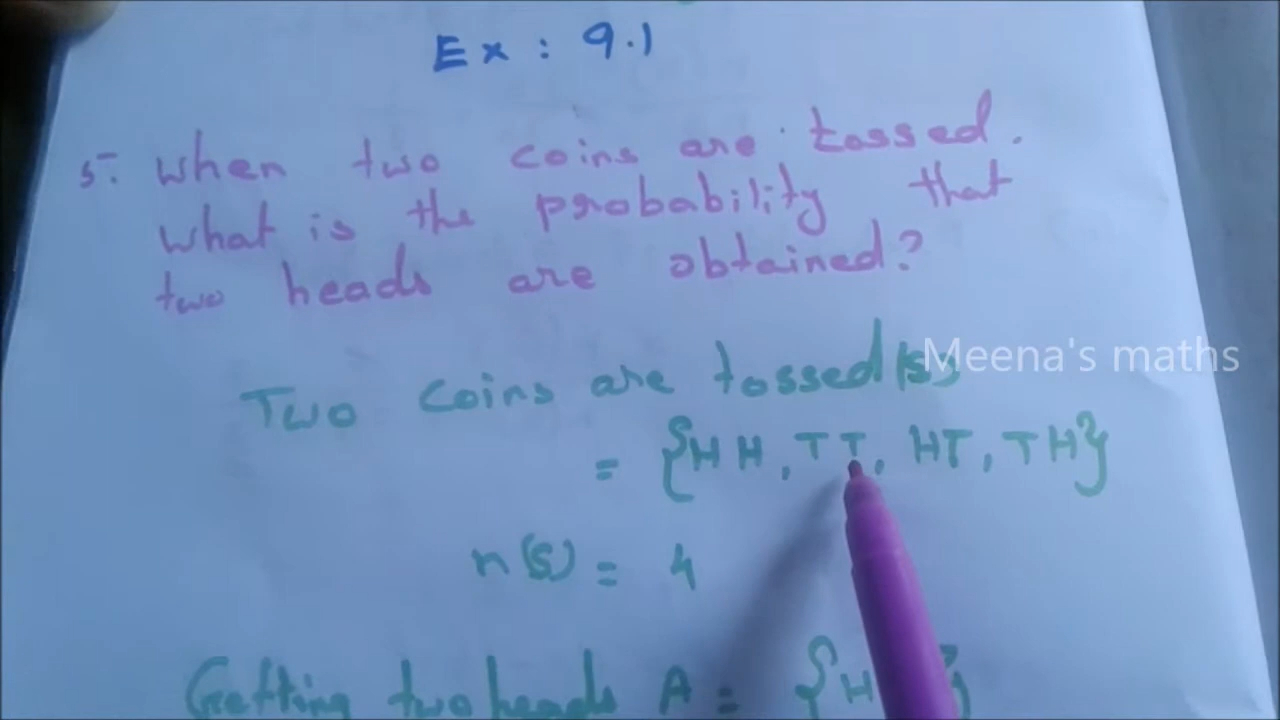 Ex : 9.1
5. When two coins are tossed.
What is the probability that
two heads are obtained?
Meena's maths
Two coins are tossed (s)
= {HH, TT, HT, TH}
n(s) = 4
Getting two heads A = {H }